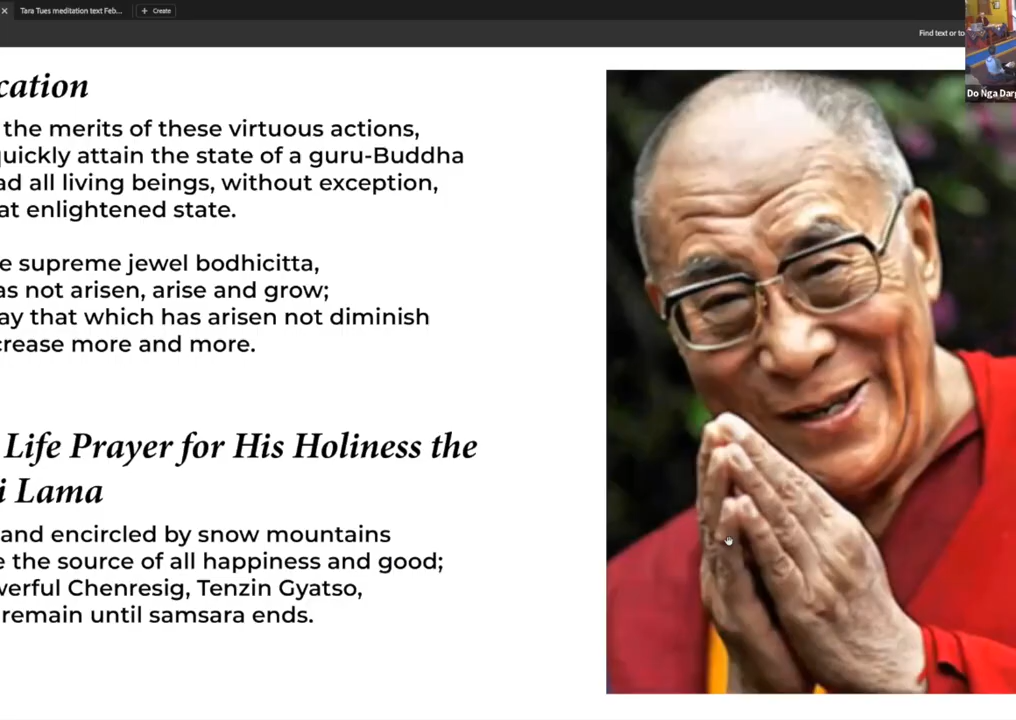 Tara Tues meditation text Feb...
+ Create
Find text or to
Do Nga Darg
cation
the merits of these virtuous actions,
quickly attain the state of a guru-Buddha
ad all living beings, without exception,
at enlightened state.
e supreme jewel bodhicitta,
as not arisen, arise and grow;
ay that which has arisen not diminish
crease more and more.
Life Prayer for His Holiness the
i Lama
and encircled by snow mountains
e the source of all happiness and good;
werful Chenresig, Tenzin Gyatso,
remain until samsara ends.